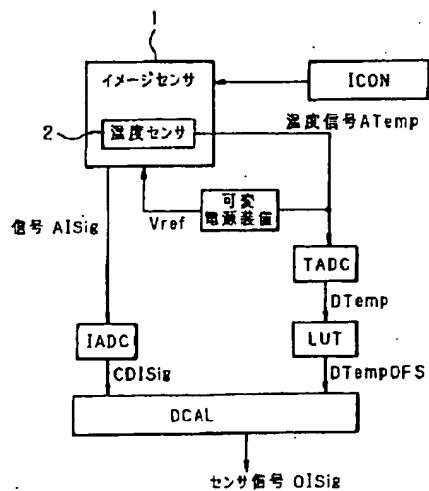 1
イメージセンサ
ICON
2
温度センサ
温度信号ATemp
信号 AISig
Vref
可変
電源装値
TADC
DTemp
IADC
LUT
CDISig
DTempOFS
DCAL
センサ信号 OISig